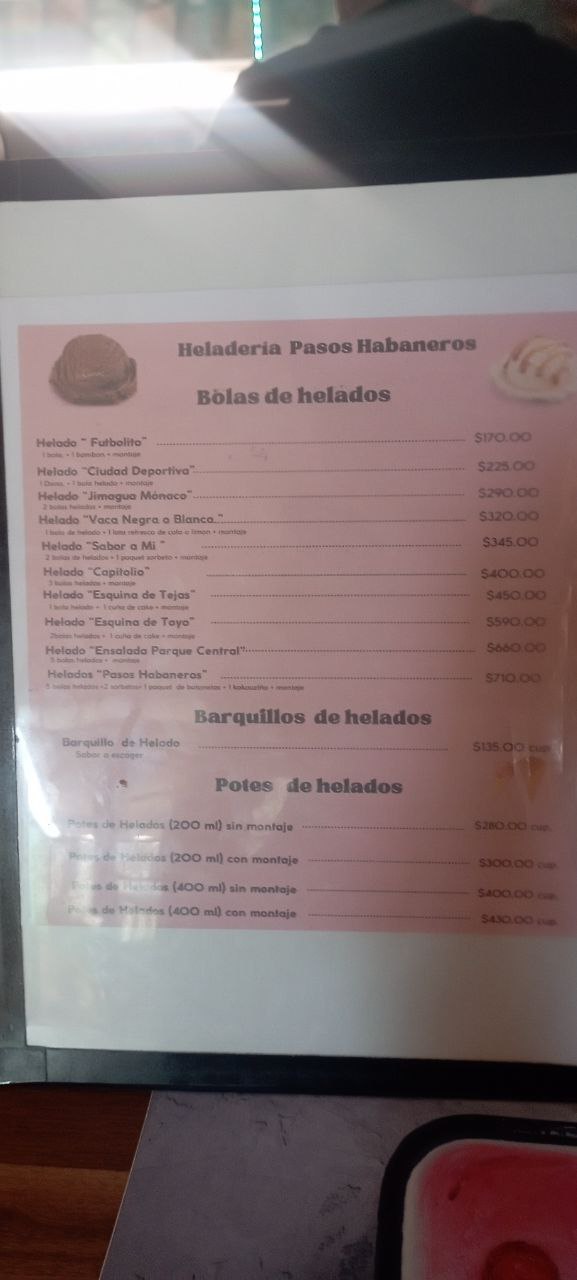 Heladeria Pasos Habaneros
Bolas de helados
Helado " Futbolito" $170.00
1 bola, + 1 bombon + montaje
Helado "Ciudad Deportiva" $225.00
+ 1 bola helado + montaje
Helado "Jimagua Mónaco" $290.00
2 bolas helados + montaje
Helado "Vaca Negra o Blanca." $320.00
1 bola de helado + 1 lata refresco de cola o limon + montaje
Helado "Sabor a Mi " $345.00
2 bolas de helados + 1 paquet sorbeto + montaje
Helado "Capitolio" $400.00
3 bolas helados + montaje
Helado "Esquina de Tejas" $450.00
1 bola helado + 1 cuña de cake + montaje
Helado "Esquina de Toyo" $590.00
2bolas helados + 1 cuña de cake + montaje
Helado "Ensalada Parque Central" $660.00
5 bolas helados + montaje
Helados "Pasos Habaneros" $710.00
5 bolas helados +2 sorbetos+ 1 paquet de + montaje
Barquillos de helados
Barquillo de Helado $135.00 cup.
Sabor a escoger
Potes de helados
Potes de Helados (200 ml) sin montaje $280.00 cup.
Potes de Helados (200 ml) con montaje $300.00 cup.
Potes de Helados (400 ml) sin montaje $400.00 cup.
Potes de Helados (400 ml) con montaje $430.00 cup.